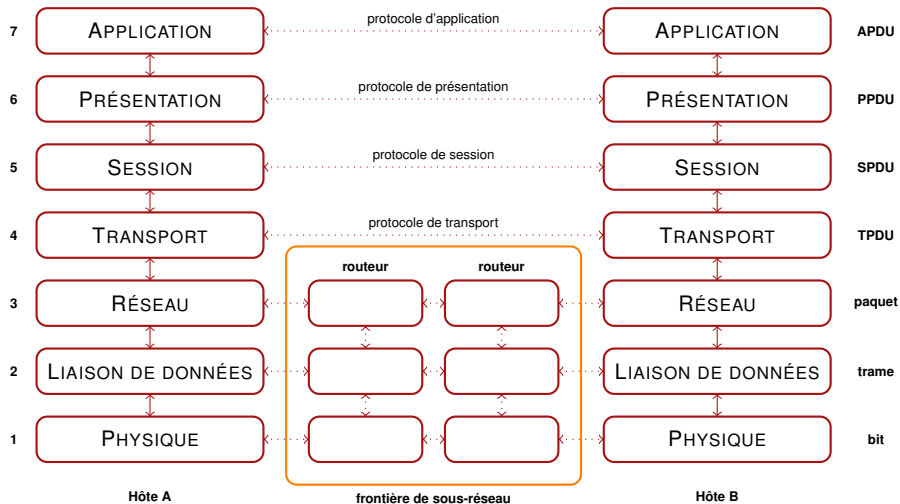 protocole d'application
7 APPLICATION APPLICATION APDU
protocole de présentation
6 PRÉSENTATION PRÉSENTATION PPDU
protocole de session
5 SESSION SESSION SPDU
protocole de transport
4 TRANSPORT TRANSPORT TPDU
routeur routeur
3 RÉSEAU RÉSEAU paquet
2 LIAISON DE DONNÉES LIAISON DE DONNÉES trame
1 PHYSIQUE PHYSIQUE bit
Hôte A frontière de sous-réseau Hôte B